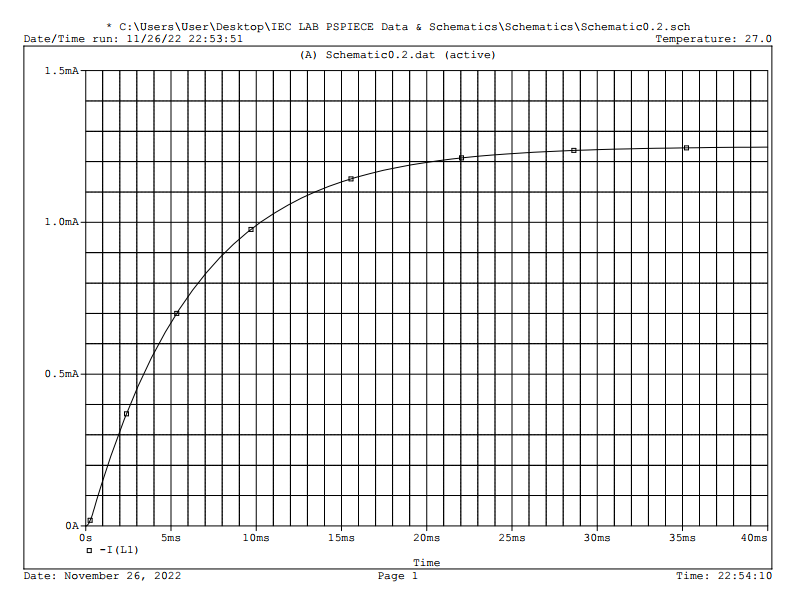 * C:\Users\User\Desktop\IEC LAB PSPIECE Data & Schematics\Schematics\Schematic0.2.sch
Date/Time run: 11/26/22 22:53:51 Temperature: 27.0
(A) Schematic0.2.dat (active)
1.5mA
1.0mA
0.5mA
0A
0s 5ms 10ms 15ms 20ms 25ms 30ms 35ms 40ms
-I(L1)
Time
Date: November 26, 2022 Page 1 Time: 22:54:10